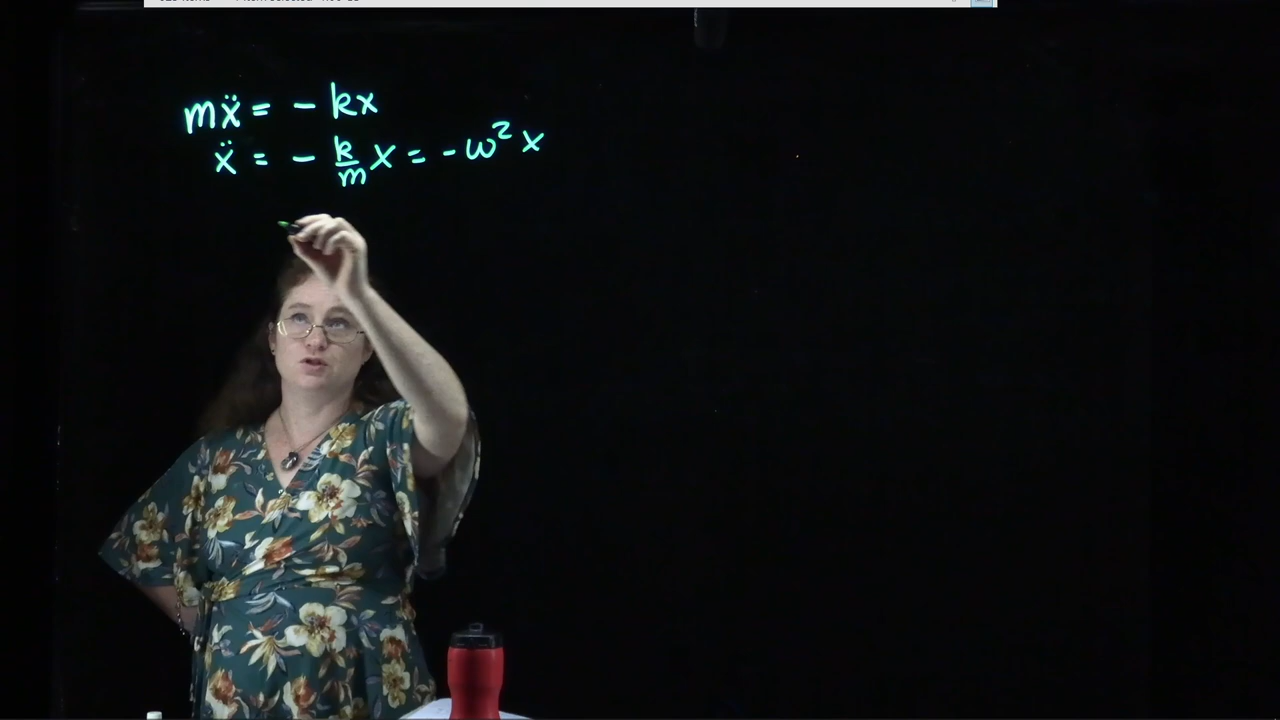 mẍ = - kx
ẍ = - k/m x = -ω² x